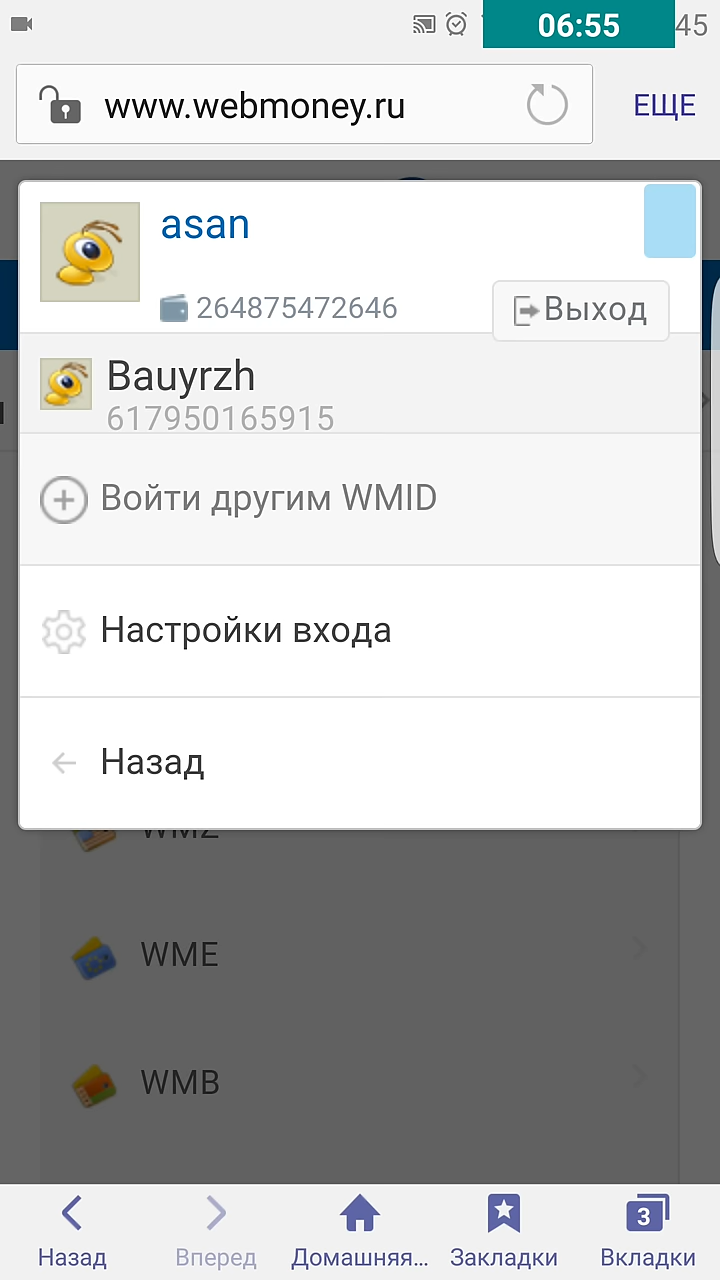 06:55
45
www.webmoney.ru
ЕЩЕ
asan
264875472646
Выход
Bauyrzh
617950165915
Войти другим WMID
Настройки входа
Назад
WMZ
WME
WMB
3
Назад
Вперед
Домашняя...
Закладки
Вкладки